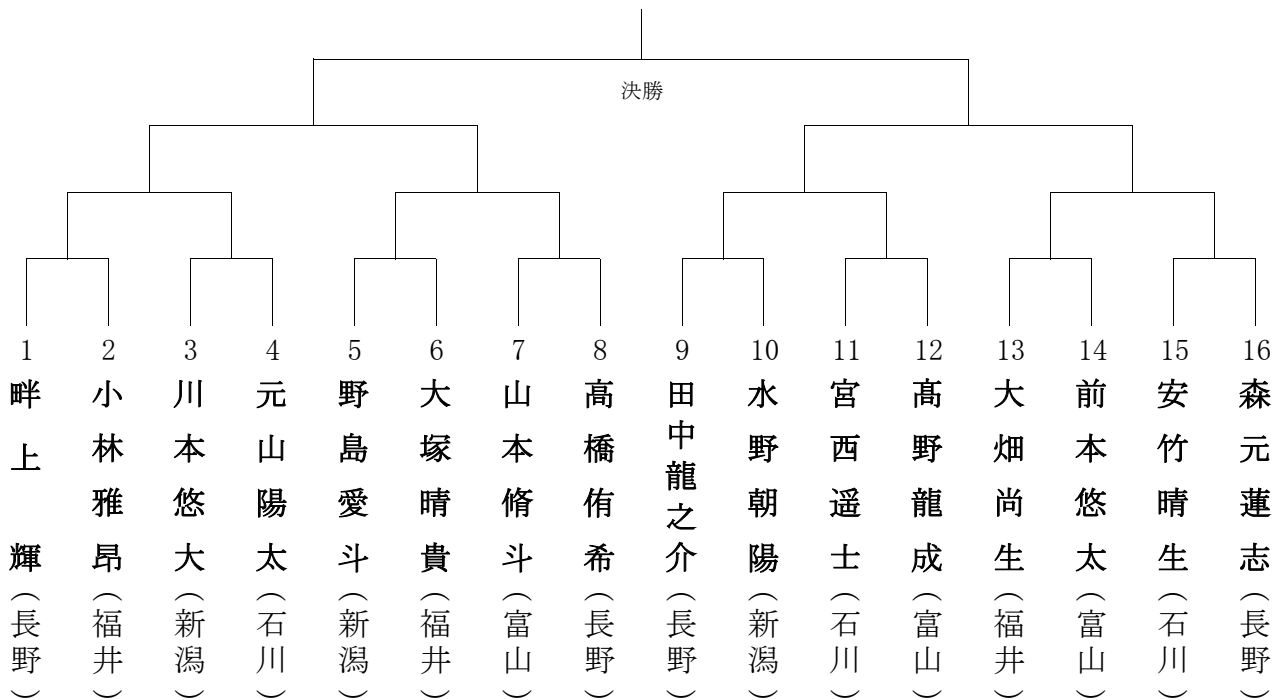 決勝
1
畔上 輝
(長野)
2
小林雅昂
(福井)
3
川本悠大
(新潟)
4
元山陽太
(石川)
5
野島愛斗
(新潟)
6
大塚晴貴
(福井)
7
山本脩斗
(富山)
8
高橋侑希
(長野)
9
田中龍之介
(長野)
10
水野朝陽
(新潟)
11
宮西遥士
(石川)
12
髙野龍成
(富山)
13
大畑尚生
(福井)
14
前本悠太
(富山)
15
安竹晴生
(石川)
16
森元蓮志
(長野)